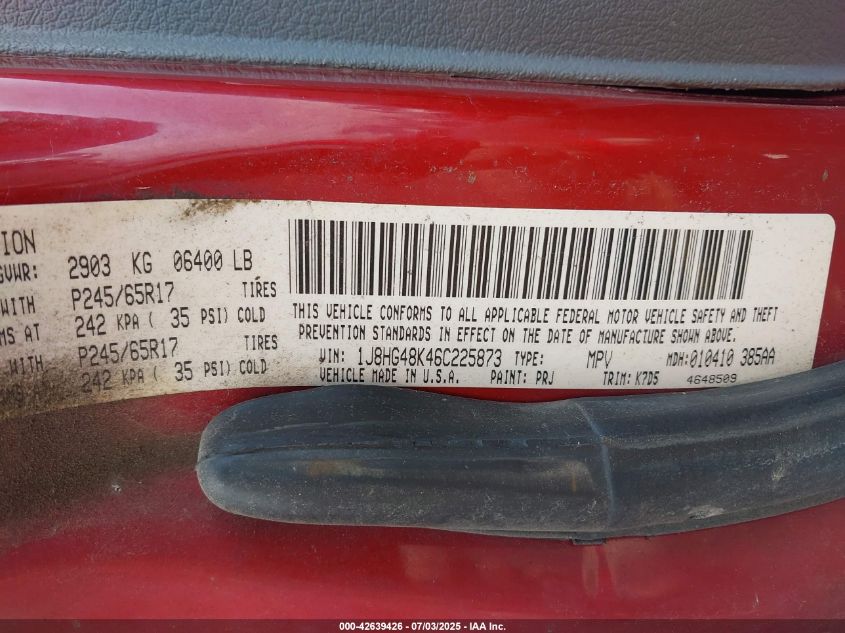 TION
GVWR: 2903 KG 06400 LB
WITH P245/65R17 TIRES
MS AT 242 KPA ( 35 PSI) COLD
WITH P245/65R17 TIRES
242 KPA ( 35 PSI) COLD
THIS VEHICLE CONFORMS TO ALL APPLICABLE FEDERAL MOTOR VEHICLE SAFETY AND THEFT
PREVENTION STANDARDS IN EFFECT ON THE DATE OF MANUFACTURE SHOWN ABOVE.
VIN: 1J8HG48K46C225873 TYPE: MPV MDH:010410 385AA
VEHICLE MADE IN U.S.A. PAINT: PRJ TRIM: K7D5 4648509
000-42639426 - 07/03/2025 - IAA Inc.